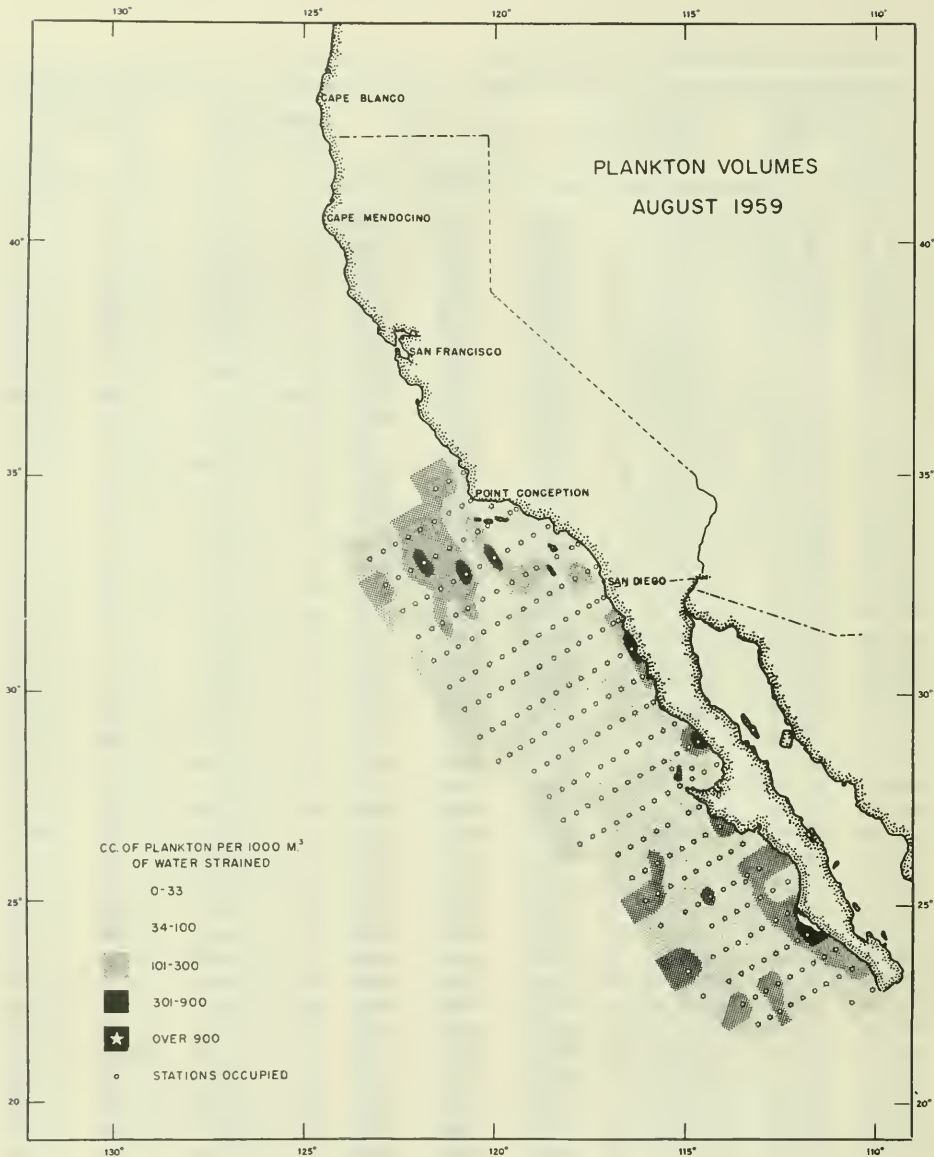 130° 125° 120° 115° 110°
CAPE BLANCO
PLANKTON VOLUMES
AUGUST 1959
CAPE MENDOCINO
40° 40°
SAN FRANCISCO
35° 35°
POINT CONCEPTION
SAN DIEGO
30° 30°
CC. OF PLANKTON PER 1000 M.³
OF WATER STRAINED
0-33
25° 25°
34-100
101-300
301-900
OVER 900
STATIONS OCCUPIED
20 20°
130° 125° 120° 115° 110°